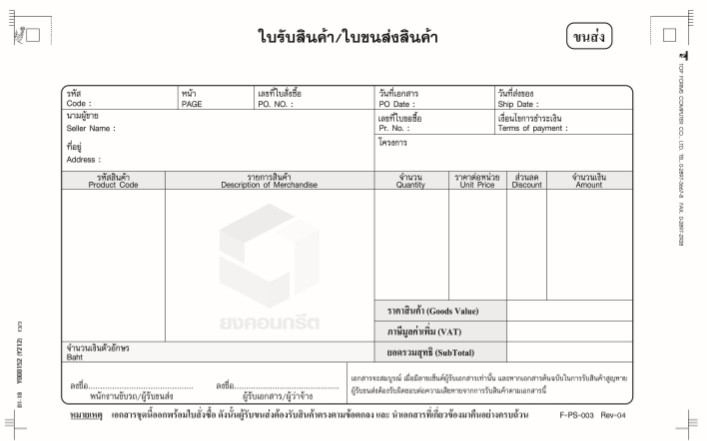 ใบรับสินค้า/ใบขนส่งสินค้า
ขนส่ง
รหัส
Code :
หน้า
PAGE
เลขที่ใบสั่งซื้อ
PO. NO. :
วันที่เอกสาร
PO Date :
วันที่ส่งของ
Ship Date :
นามผู้ขาย
Seller Name :
เลขที่ใบขอซื้อ
Pr. No. :
เงื่อนไขการชำระเงิน
Terms of payment :
ที่อยู่
Address :
โครงการ
รหัสสินค้า
Product Code
รายการสินค้า
Description of Merchandise
จำนวน
Quantity
ราคาต่อหน่วย
Unit Price
ส่วนลด
Discount
จำนวนเงิน
Amount
ยงคอนกรีต
ราคาสินค้า (Goods Value)
ภาษีมูลค่าเพิ่ม (VAT)
ยอดรวมสุทธิ (SubTotal)
จำนวนเงินตัวอักษร
Baht
ลงชื่อ..............................
พนักงานขับรถ/ผู้รับขนส่ง
ลงชื่อ..............................
ผู้รับเอกสาร/ผู้ว่าจ้าง
เอกสารจะสมบูรณ์ เมื่อมีลายเซ็นต์ผู้รับเอกสารเท่านั้น และหากเอกสารต้นฉบับในการรับสินค้าสูญหาย
ผู้รับขนส่งต้องรับผิดชอบต่อความเสียหายจากการรับสินค้าตามเอกสารนี้
หมายเหตุ เอกสารชุดนี้ออกพร้อมใบสั่งซื้อ ดังนั้นผู้รับขนส่งต้องรับสินค้าตรงตามข้อตกลง และ นำเอกสารที่เกี่ยวข้องมาคืนอย่างครบถ้วน
F-PS-003 Rev-04